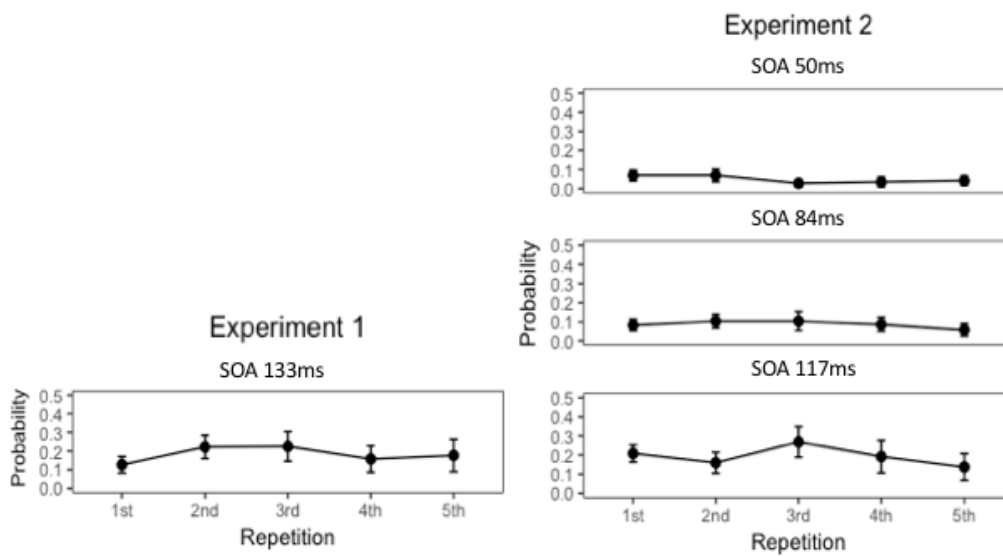 Experiment 2
SOA 50ms
0.5
0.4
0.3
0.2
0.1
0.0
SOA 84ms
0.5
0.4
0.3
0.2
0.1
0.0
Probability
SOA 117ms
0.5
0.4
0.3
0.2
0.1
0.0
1st 2nd 3rd 4th 5th
Repetition
Experiment 1
SOA 133ms
0.5
0.4
0.3
0.2
0.1
0.0
Probability
1st 2nd 3rd 4th 5th
Repetition